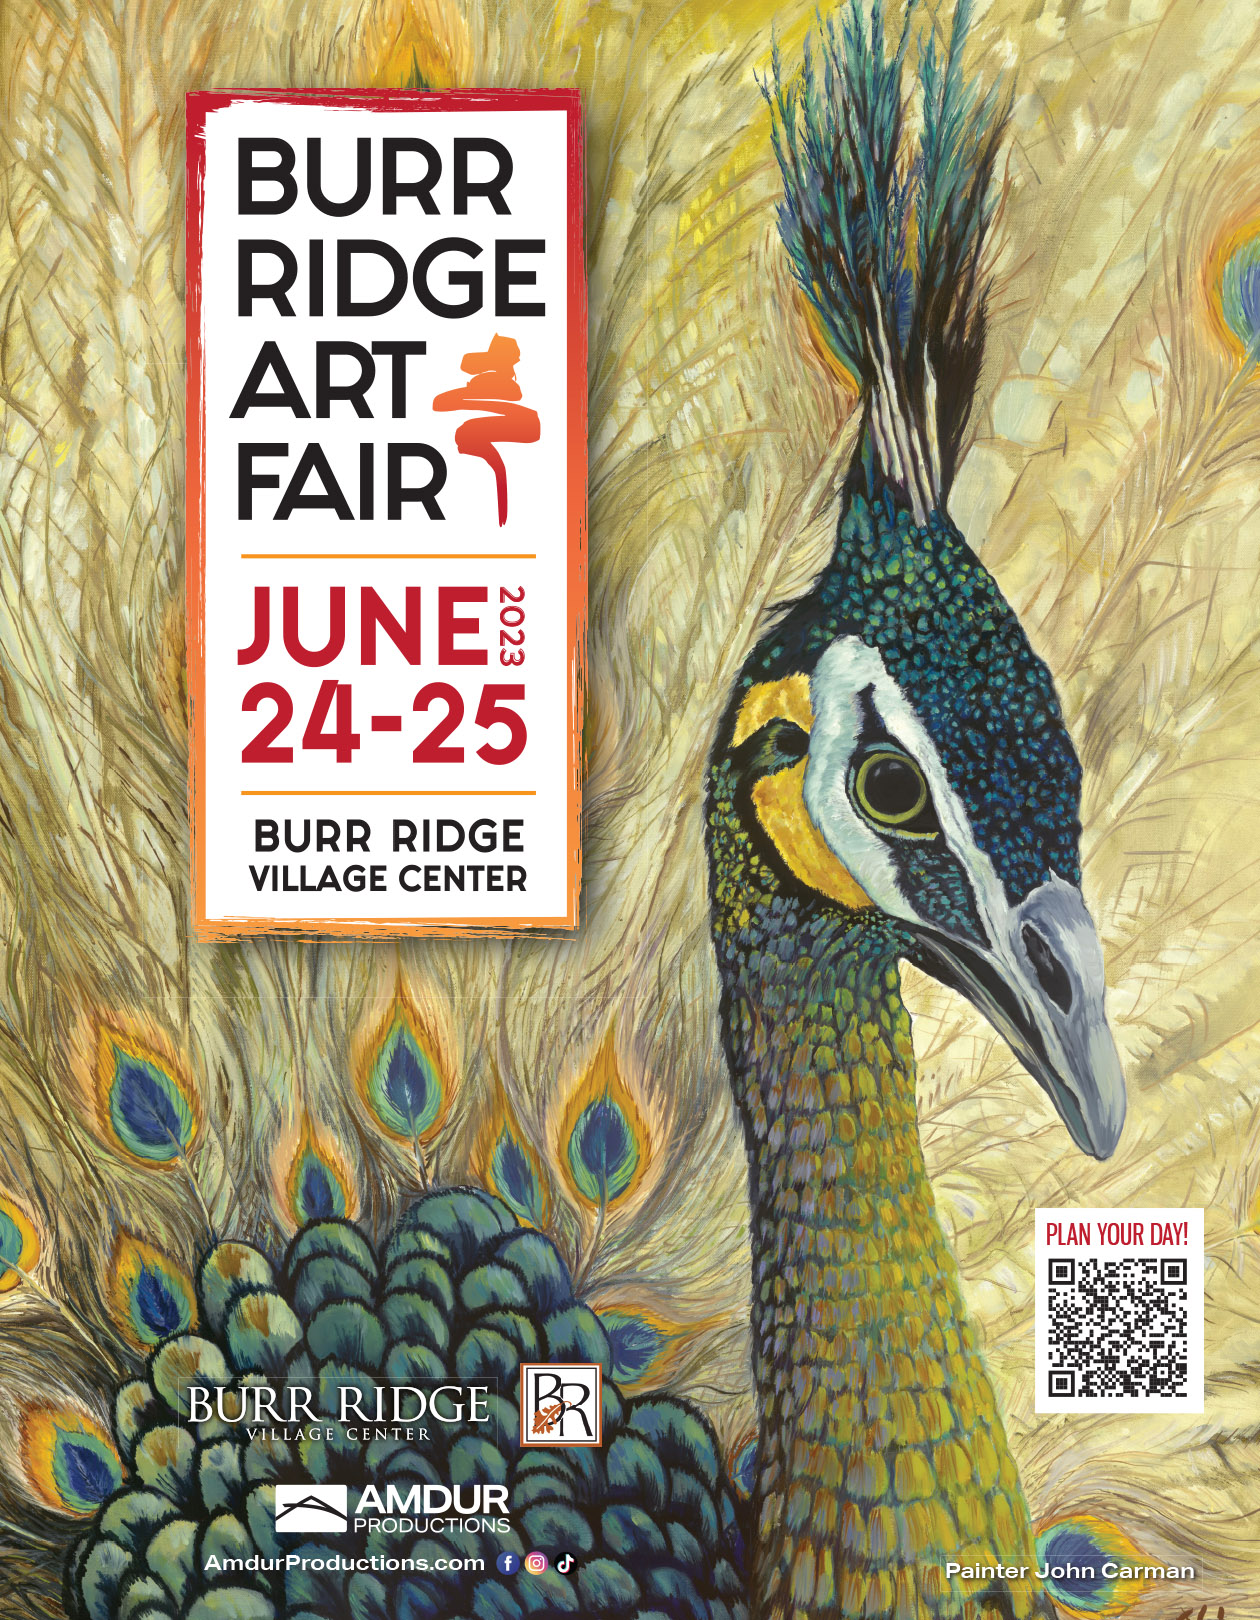 BURR
RIDGE
ART
FAIR
JUNE 2023
24-25
BURR RIDGE
VILLAGE CENTER
PLAN YOUR DAY!
BURR RIDGE
VILLAGE CENTER
BR
AMDUR
PRODUCTIONS
AmdurProductions.com
Painter John Carman